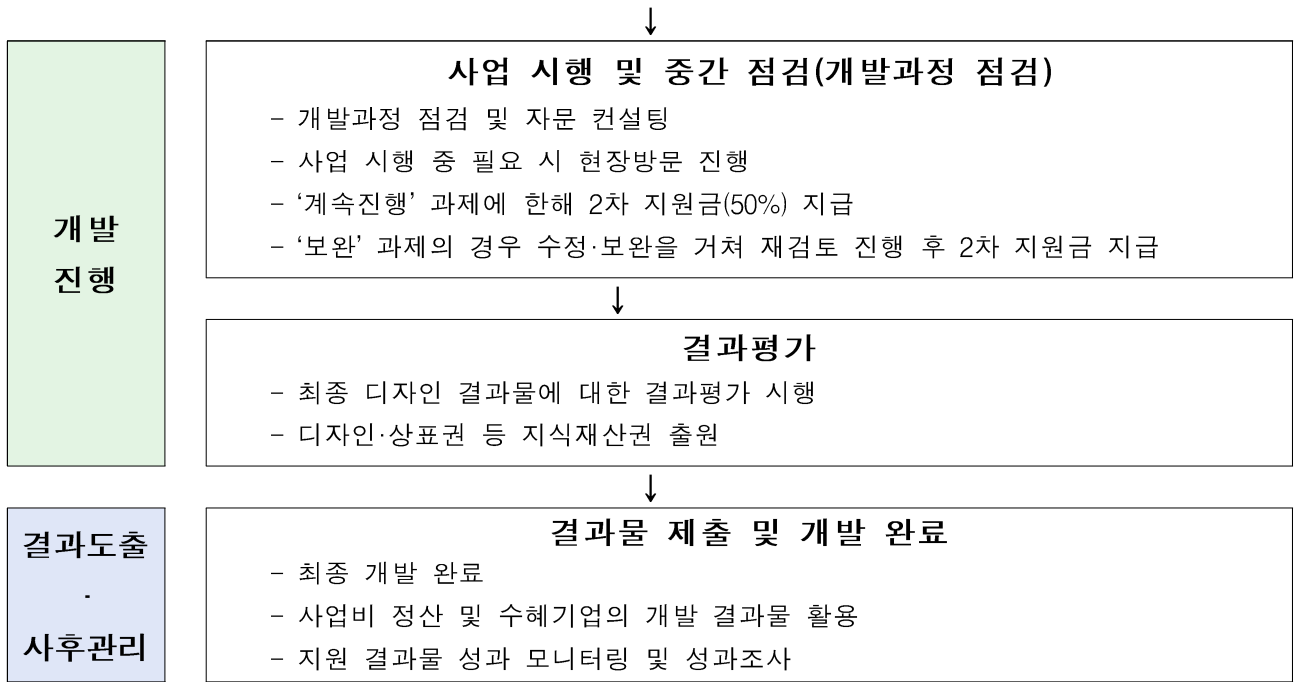 ↓
사업 시행 및 중간 점검(개발과정 점검)
- 개발과정 점검 및 자문 컨설팅
- 사업 시행 중 필요 시 현장방문 진행
- ‘계속진행’ 과제에 한해 2차 지원금(50%) 지급
- ‘보완’ 과제의 경우 수정·보완을 거쳐 재검토 진행 후 2차 지원금 지급
개발
진행
↓
결과평가
- 최종 디자인 결과물에 대한 결과평가 시행
- 디자인·상표권 등 지식재산권 출원
↓
결과도출
·
사후관리
결과물 제출 및 개발 완료
- 최종 개발 완료
- 사업비 정산 및 수혜기업의 개발 결과물 활용
- 지원 결과물 성과 모니터링 및 성과조사